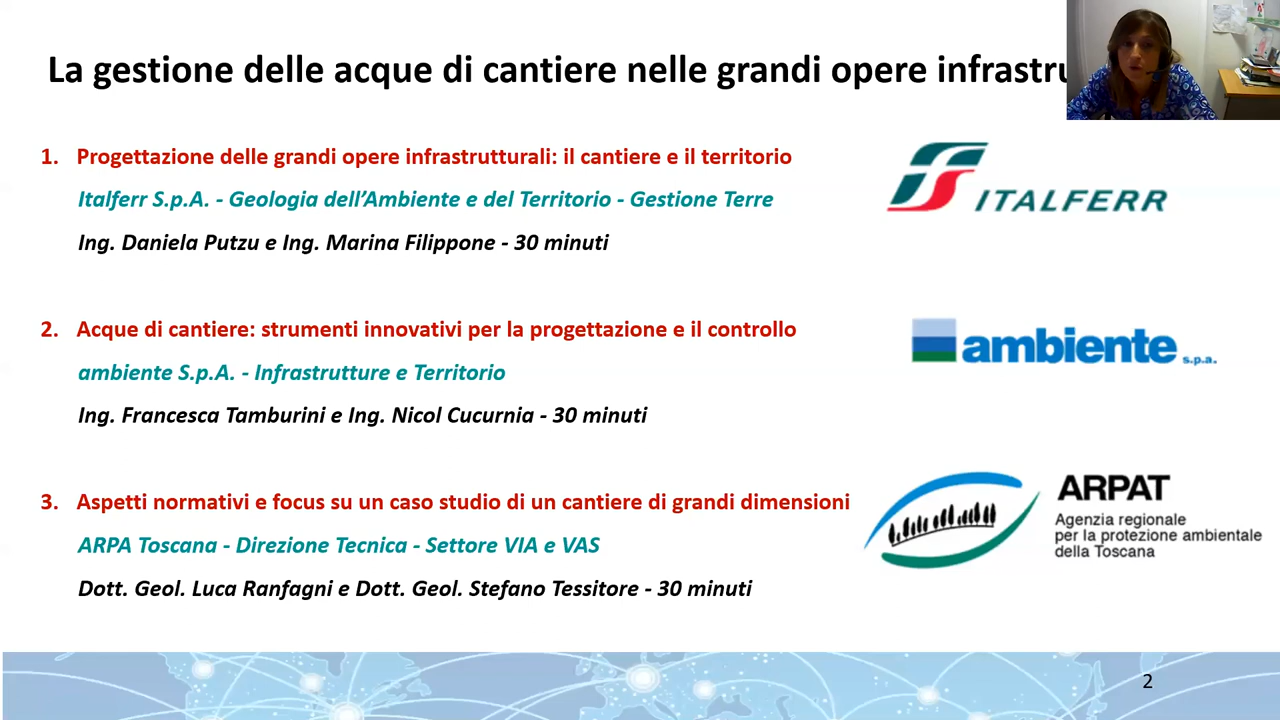 La gestione delle acque di cantiere nelle grandi opere infrastru
1. Progettazione delle grandi opere infrastrutturali: il cantiere e il territorio
Italferr S.p.A. - Geologia dell’Ambiente e del Territorio - Gestione Terre
Ing. Daniela Putzu e Ing. Marina Filippone - 30 minuti
ITALFERR
2. Acque di cantiere: strumenti innovativi per la progettazione e il controllo
ambiente S.p.A. - Infrastrutture e Territorio
Ing. Francesca Tamburini e Ing. Nicol Cucurnia - 30 minuti
ambiente s.p.a.
3. Aspetti normativi e focus su un caso studio di un cantiere di grandi dimensioni
ARPA Toscana - Direzione Tecnica - Settore VIA e VAS
Dott. Geol. Luca Ranfagni e Dott. Geol. Stefano Tessitore - 30 minuti
ARPAT
Agenzia regionale
per la protezione ambientale
della Toscana
2